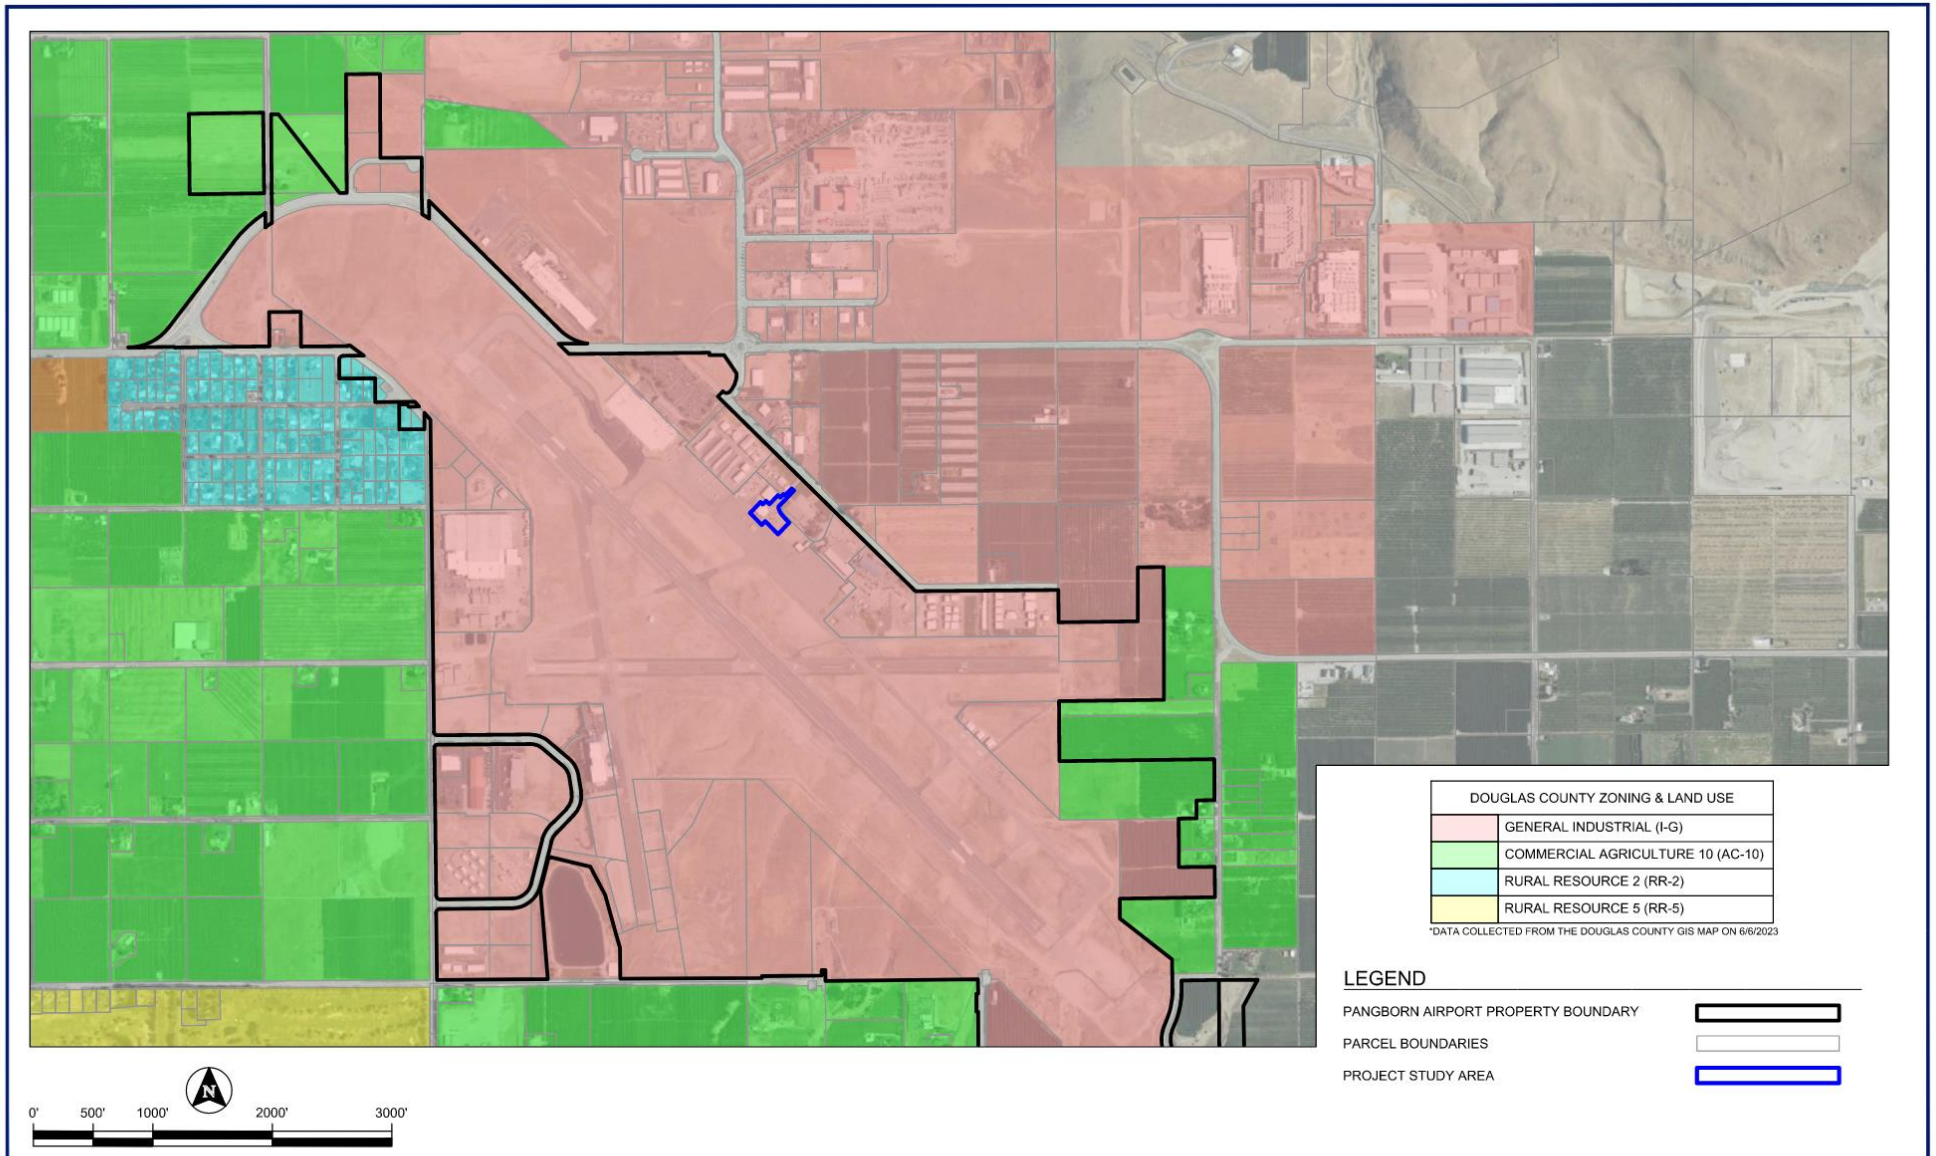 DOUGLAS COUNTY ZONING & LAND USE
GENERAL INDUSTRIAL (I-G)
COMMERCIAL AGRICULTURE 10 (AC-10)
RURAL RESOURCE 2 (RR-2)
RURAL RESOURCE 5 (RR-5)
*DATA COLLECTED FROM THE DOUGLAS COUNTY GIS MAP ON 6/6/2023
LEGEND
PANGBORN AIRPORT PROPERTY BOUNDARY
PARCEL BOUNDARIES
PROJECT STUDY AREA
N
0' 500' 1000' 2000' 3000'